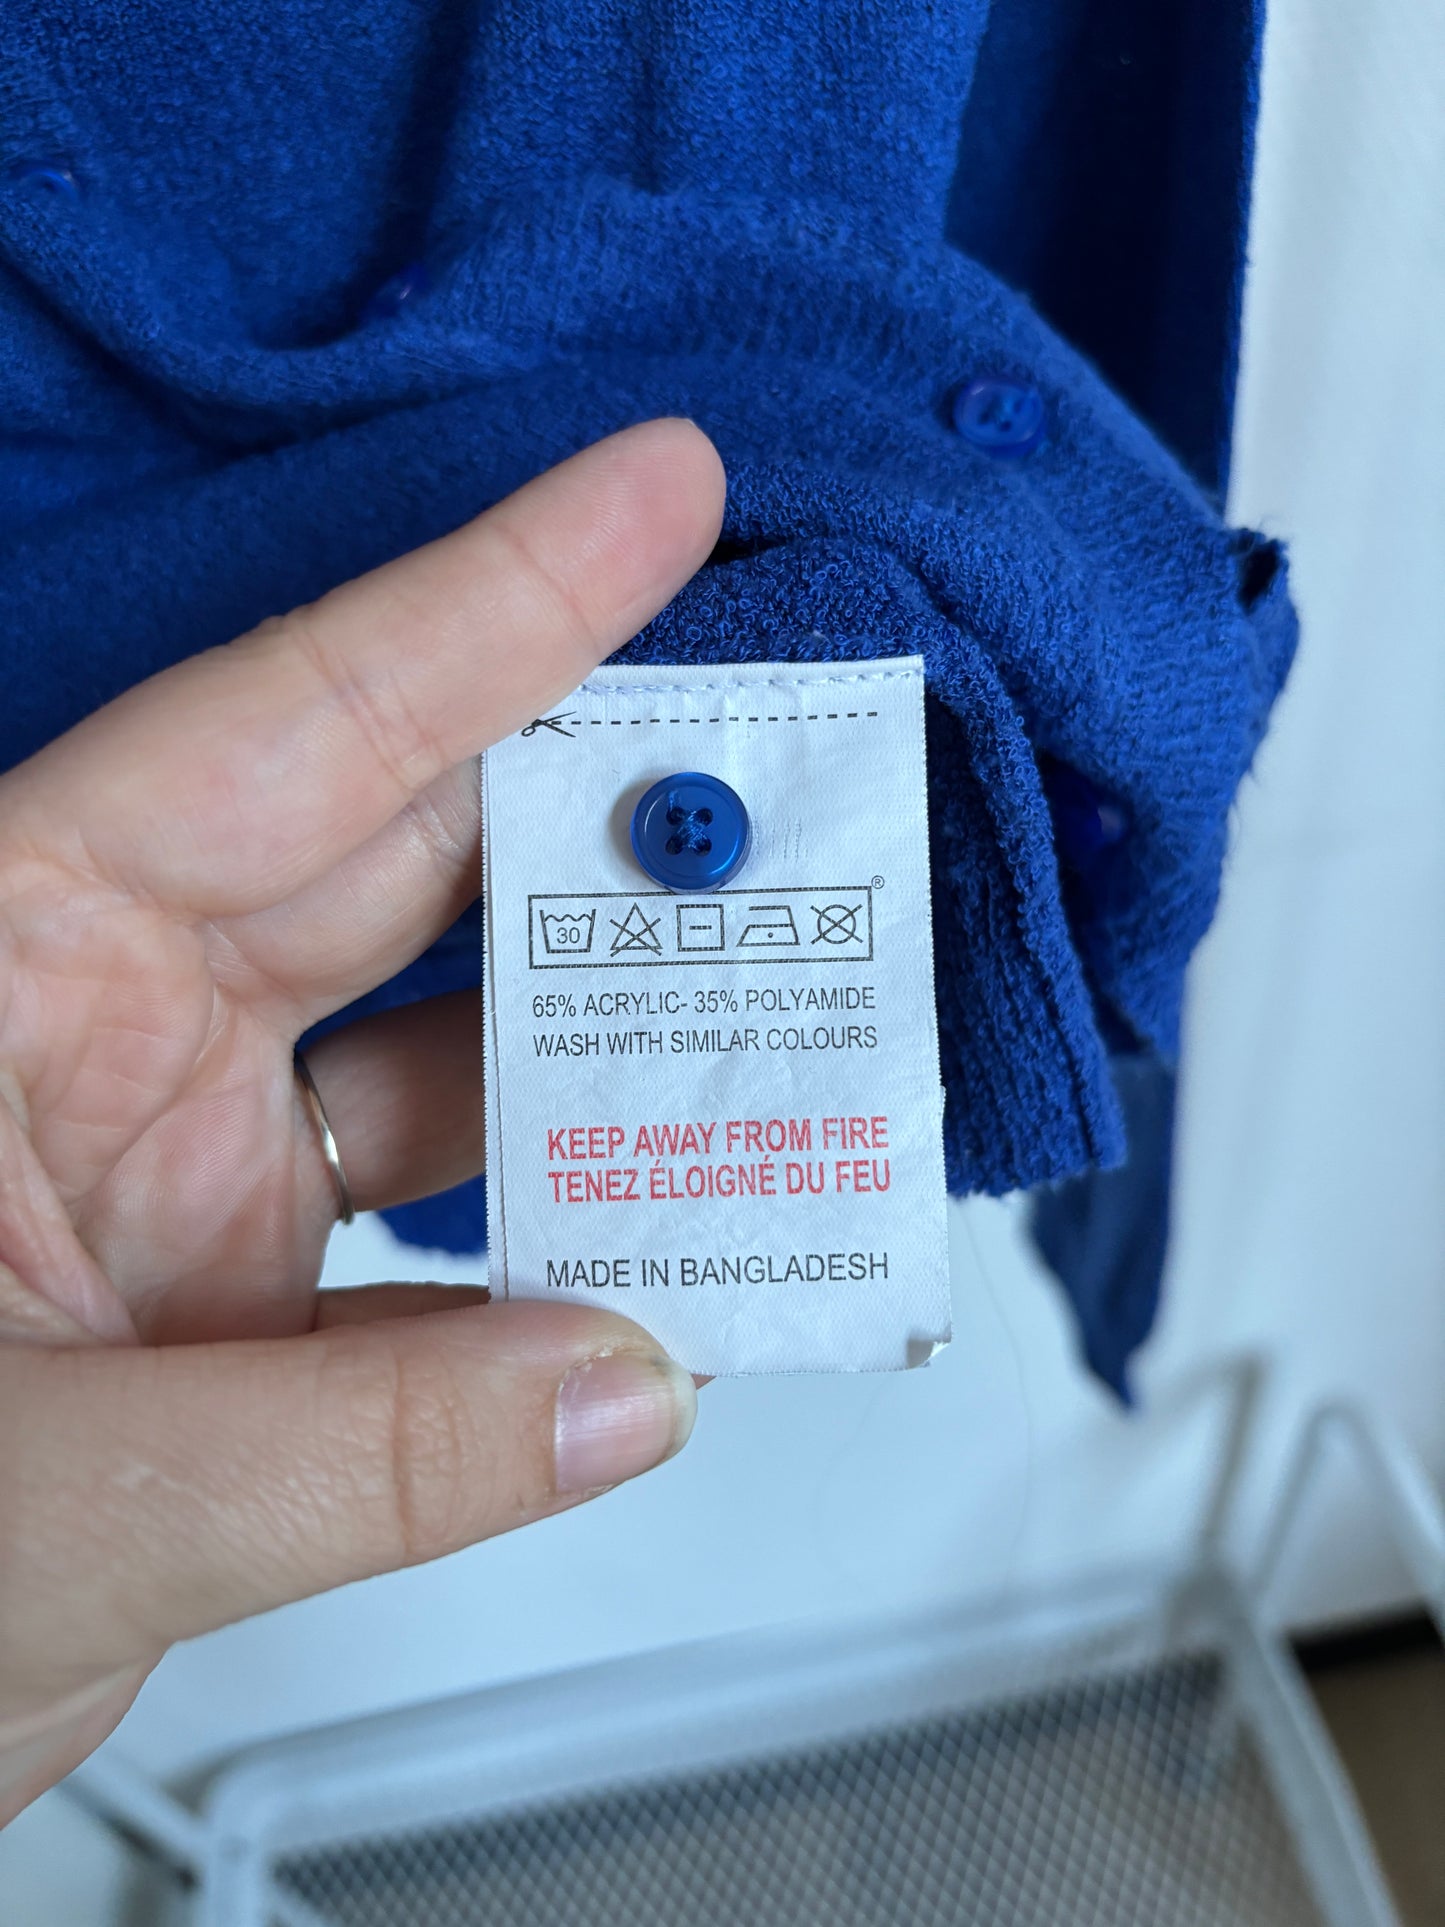 ®
30
65% ACRYLIC- 35% POLYAMIDE
WASH WITH SIMILAR COLOURS
KEEP AWAY FROM FIRE
TENEZ ÉLOIGNÉ DU FEU
MADE IN BANGLADESH